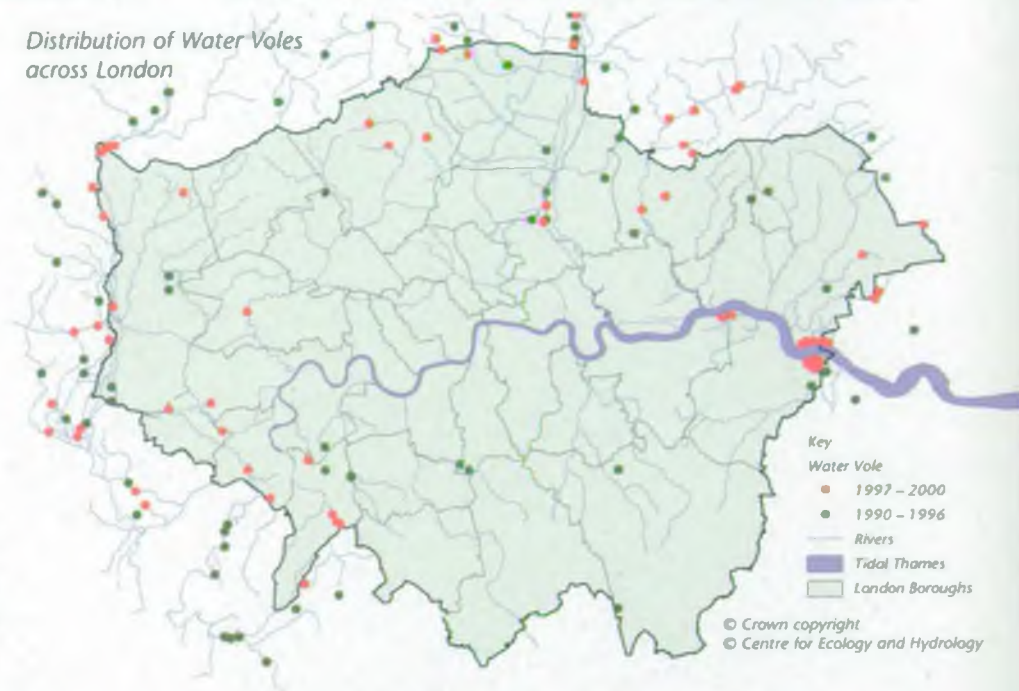 Distribution of Water Voles
across London
Key
Water Vole
1997 – 2000
1990 – 1996
Rivers
Tidal Thames
London Boroughs
© Crown copyright
© Centre for Ecology and Hydrology